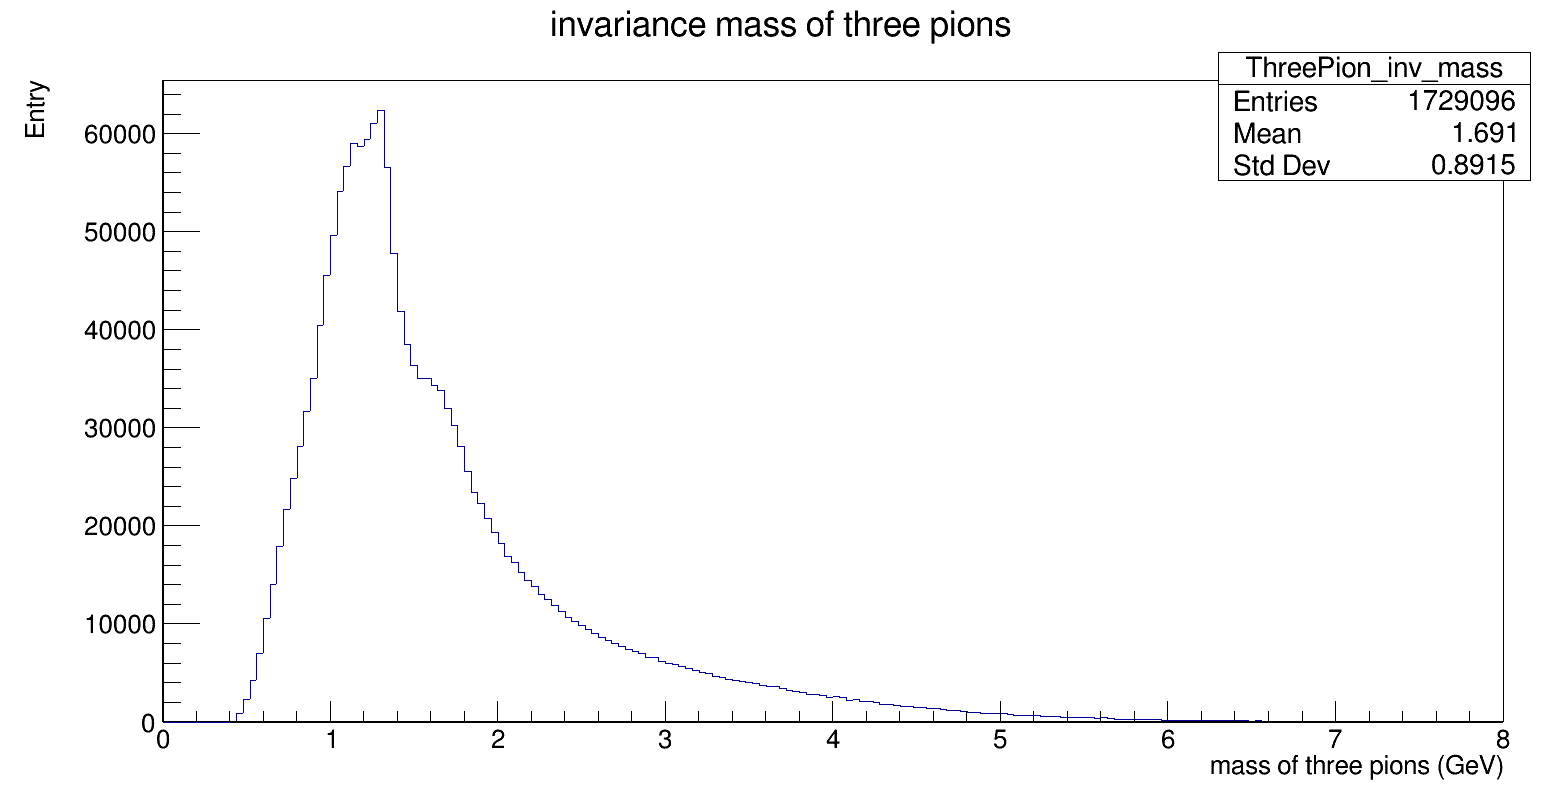 invariance mass of three pions
ThreePion_inv_mass
Entries 1729096
Mean 1.691
Std Dev 0.8915
Entry
60000
50000
40000
30000
20000
10000
0
0 1 2 3 4 5 6 7 8
mass of three pions (GeV)